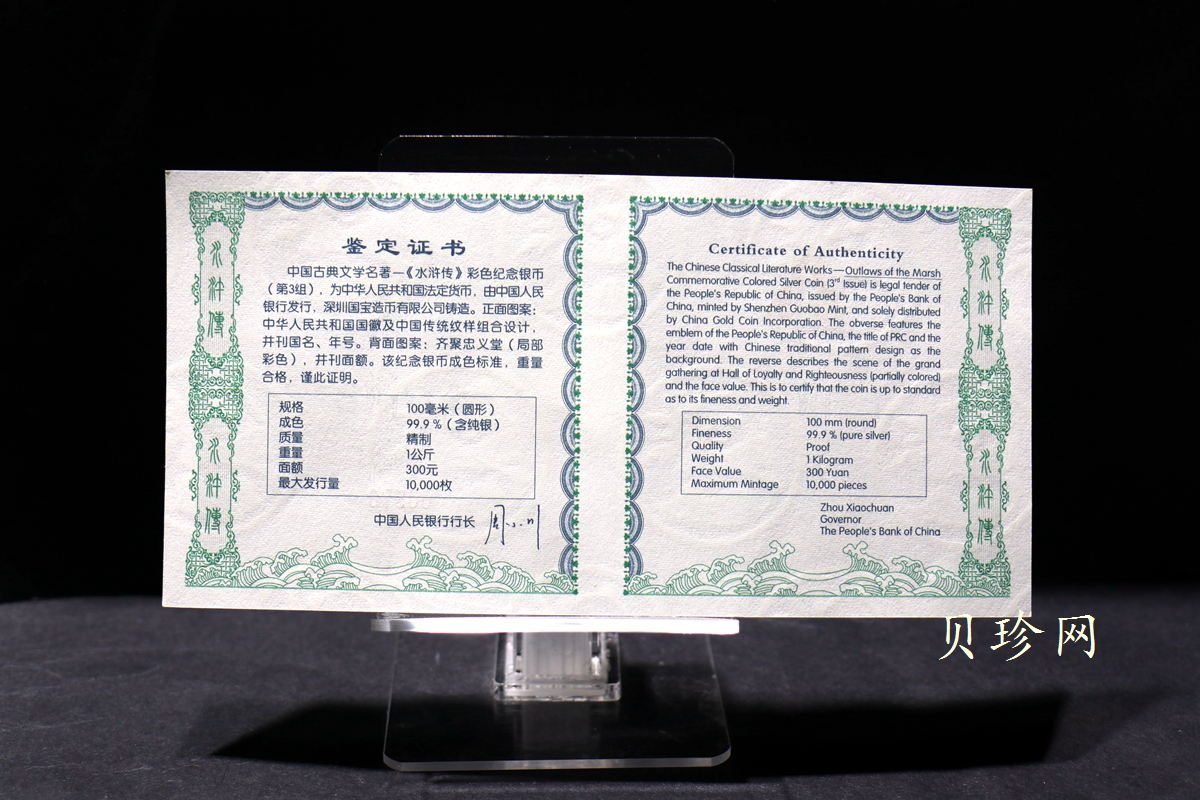 鉴定证书
中国古典文学名著—《水浒传》彩色纪念银币
（第3组），为中华人民共和国法定货币，由中国人民
银行发行，深圳国宝造币有限公司铸造。正面图案：
中华人民共和国国徽及中国传统纹样组合设计，
并刊国名、年号。背面图案：齐聚忠义堂（局部
彩色），并刊面额。该纪念银币成色标准，重量
合格，谨此证明。
规格 100毫米（圆形）
成色 99.9％（含纯银）
质量 精制
重量 1公斤
面额 300元
最大发行量 10,000枚
中国人民银行行长
水浒傳
水浒傳
Certificate of Authenticity
The Chinese Classical Literature Works—Outlaws of the Marsh
Commemorative Colored Silver Coin (3rd Issue) is legal tender of
the People's Republic of China, issued by the People's Bank of
China, minted by Shenzhen Guobao Mint, and solely distributed
by China Gold Coin Incorporation. The obverse features the
emblem of the People's Republic of China, the title of PRC and the
year date with Chinese traditional pattern design as the
background. The reverse describes the scene of the grand
gathering at Hall of Loyalty and Righteousness (partially colored)
and the face value. This is to certify that the coin is up to standard
as to its fineness and weight.
Dimension 100 mm (round)
Fineness 99.9 % (pure silver)
Quality Proof
Weight 1 Kilogram
Face Value 300 Yuan
Maximum Mintage 10,000 pieces
Zhou Xiaochuan
Governor
The People's Bank of China
水浒傳
水浒傳
贝珍网